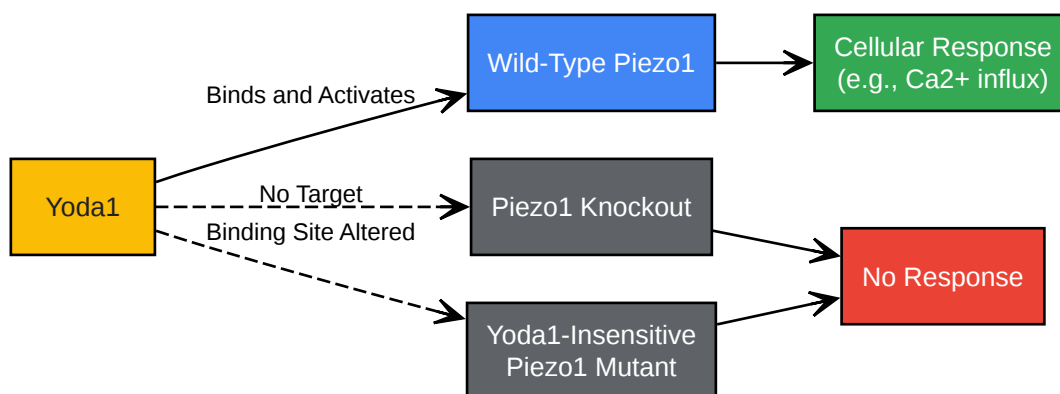 Yoda1
Binds and Activates
No Target
Binding Site Altered
Wild-Type Piezo1
Piezo1 Knockout
Yoda1-Insensitive
Piezo1 Mutant
Cellular Response
(e.g., Ca2+ influx)
No Response